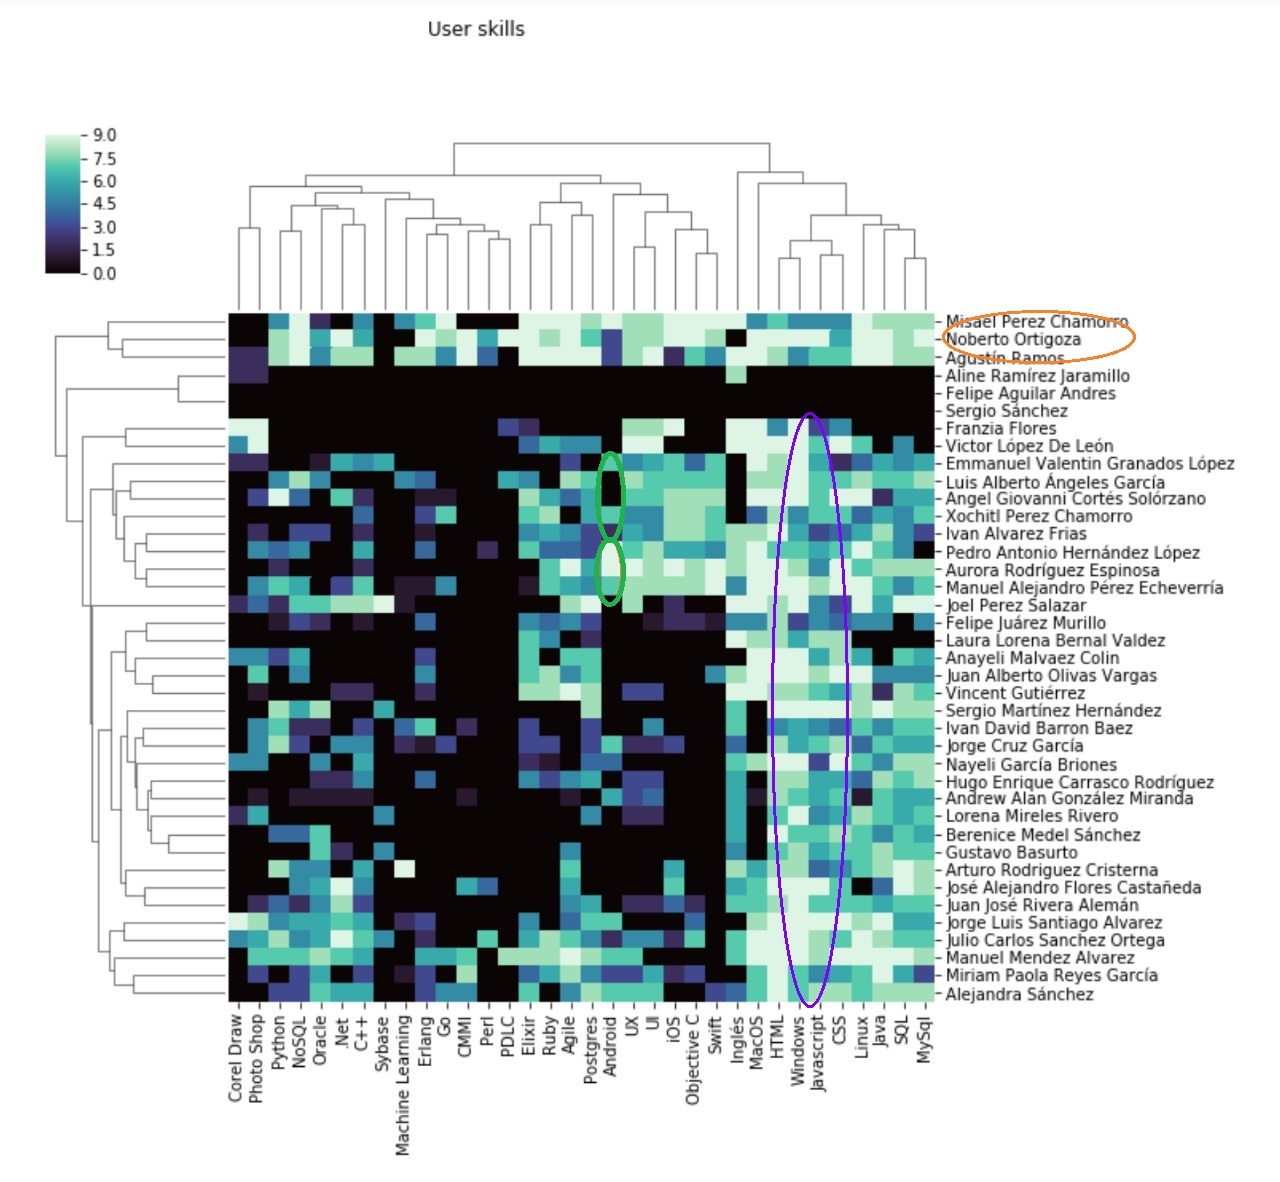 User skills
9.0
7.5
6.0
4.5
3.0
1.5
0.0
Misael Perez Chamorro
Noberto Ortigoza
Agustín Ramos
Aline Ramírez Jaramillo
Felipe Aguilar Andres
Sergio Sánchez
Franzia Flores
Victor López De León
Emmanuel Valentin Granados López
Luis Alberto Ángeles García
Angel Giovanni Cortés Solórzano
Xochitl Perez Chamorro
Ivan Alvarez Frias
Pedro Antonio Hernández López
Aurora Rodríguez Espinosa
Manuel Alejandro Pérez Echeverría
Joel Perez Salazar
Felipe Juárez Murillo
Laura Lorena Bernal Valdez
Anayeli Malvaez Colin
Juan Alberto Olivas Vargas
Vincent Gutiérrez
Sergio Martínez Hernández
Ivan David Barron Baez
Jorge Cruz García
Nayeli García Briones
Hugo Enrique Carrasco Rodríguez
Andrew Alan González Miranda
Lorena Mireles Rivero
Berenice Medel Sánchez
Gustavo Basurto
Arturo Rodriguez Cristerna
José Alejandro Flores Castañeda
Juan José Rivera Alemán
Jorge Luis Santiago Alvarez
Julio Carlos Sanchez Ortega
Manuel Mendez Alvarez
Miriam Paola Reyes García
Alejandra Sánchez
Corel Draw
Photo Shop
Python
NoSQL
Oracle
.Net
C++
Sybase
Machine Learning
Erlang
Go
CMMI
Perl
PDLC
Elixir
Ruby
Agile
Postgres
Android
UX
UI
iOS
Objective C
Swift
Inglés
MacOS
HTML
Windows
Javascript
CSS
Linux
Java
SQL
MySql